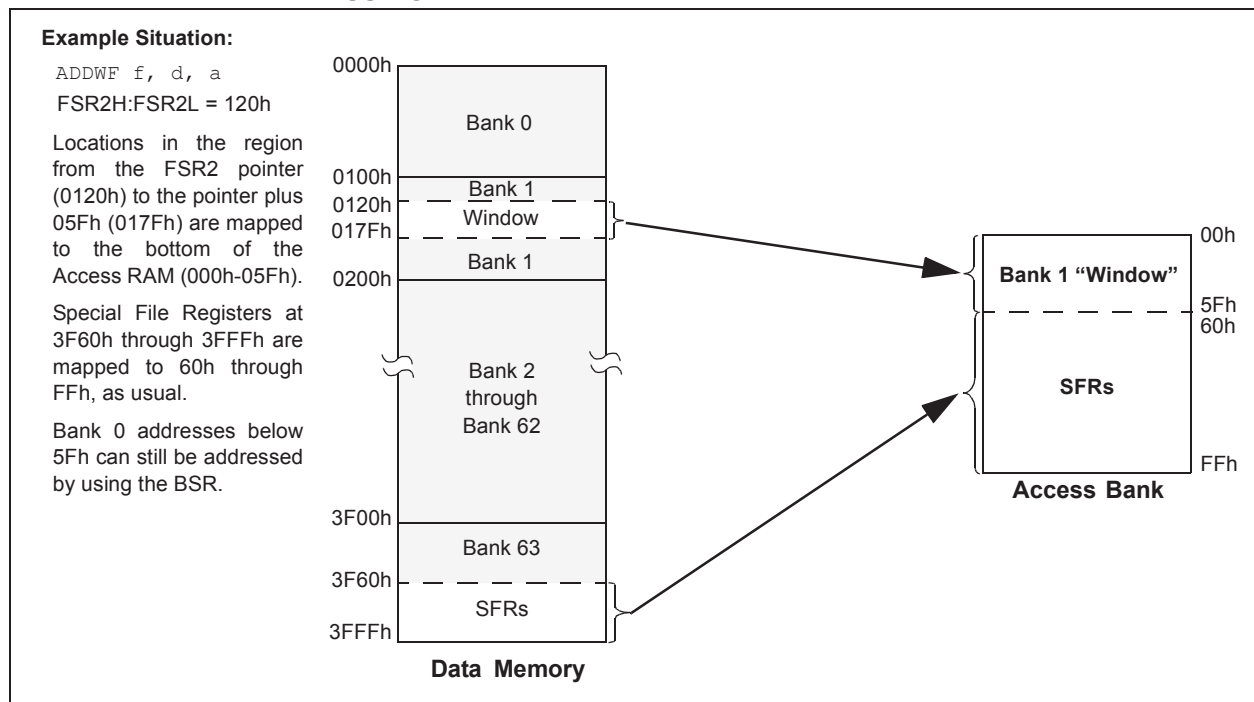 Example Situation:
ADDWF f, d, a
FSR2H:FSR2L = 120h
Locations in the region
from the FSR2 pointer
(0120h) to the pointer plus
05Fh (017Fh) are mapped
to the bottom of the
Access RAM (000h-05Fh).
Special File Registers at
3F60h through 3FFFh are
mapped to 60h through
FFh, as usual.
Bank 0 addresses below
5Fh can still be addressed
by using the BSR.
0000h
Bank 0
0100h
Bank 1
0120h
Window
017Fh
Bank 1
0200h
Bank 2
through
Bank 62
3F00h
Bank 63
3F60h
SFRs
3FFFh
Data Memory
00h
Bank 1 “Window”
5Fh
60h
SFRs
FFh
Access Bank